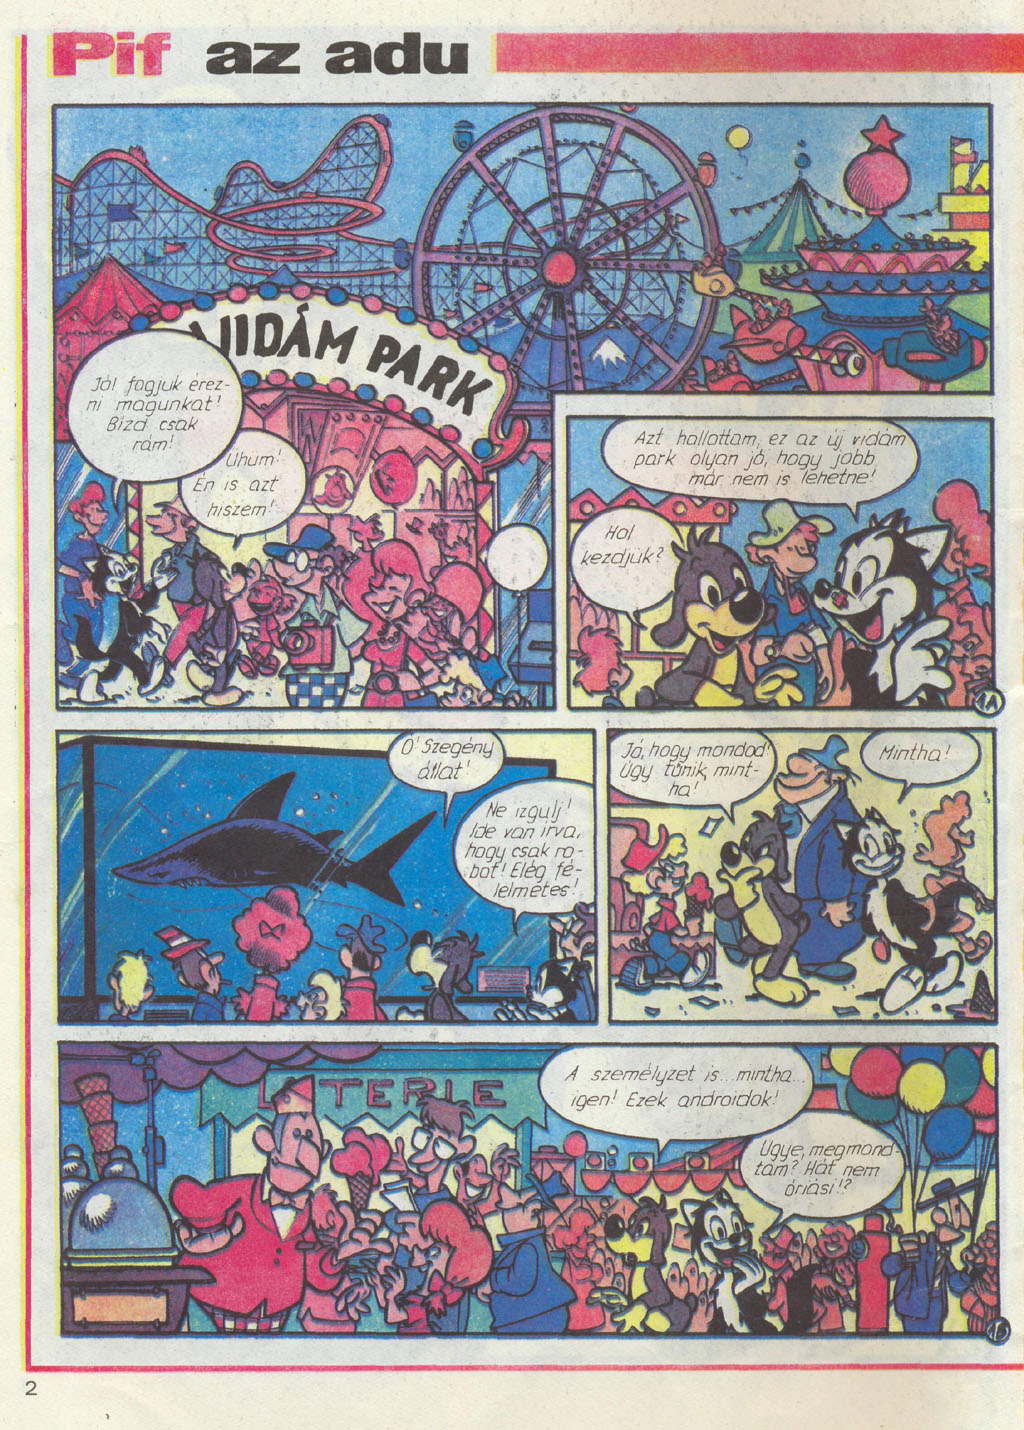 Pif az adu
VIDÁM PARK
Jól fogjuk érez-
ni magunkat!
Bízd csak
rám!
Uhum!
Én is azt
hiszem!
Azt hallottam, ez az új vidám
park olyan jó, hogy jobb
már nem is lehetne!
Hol
kezdjük?
1A
Ó! Szegény
állat!
Ne izgulj!
Ide van írva,
hogy csak ro-
bot! Elég fé-
lelmetes!
Já, hogy mondod!
Úgy tűnik, mint-
ha!
Mintha!
L TERIE
A személyzet is...mintha...
igen! Ezek androidok!
Ugye, megmond-
tam? Hát nem
óriási!?
1B
2